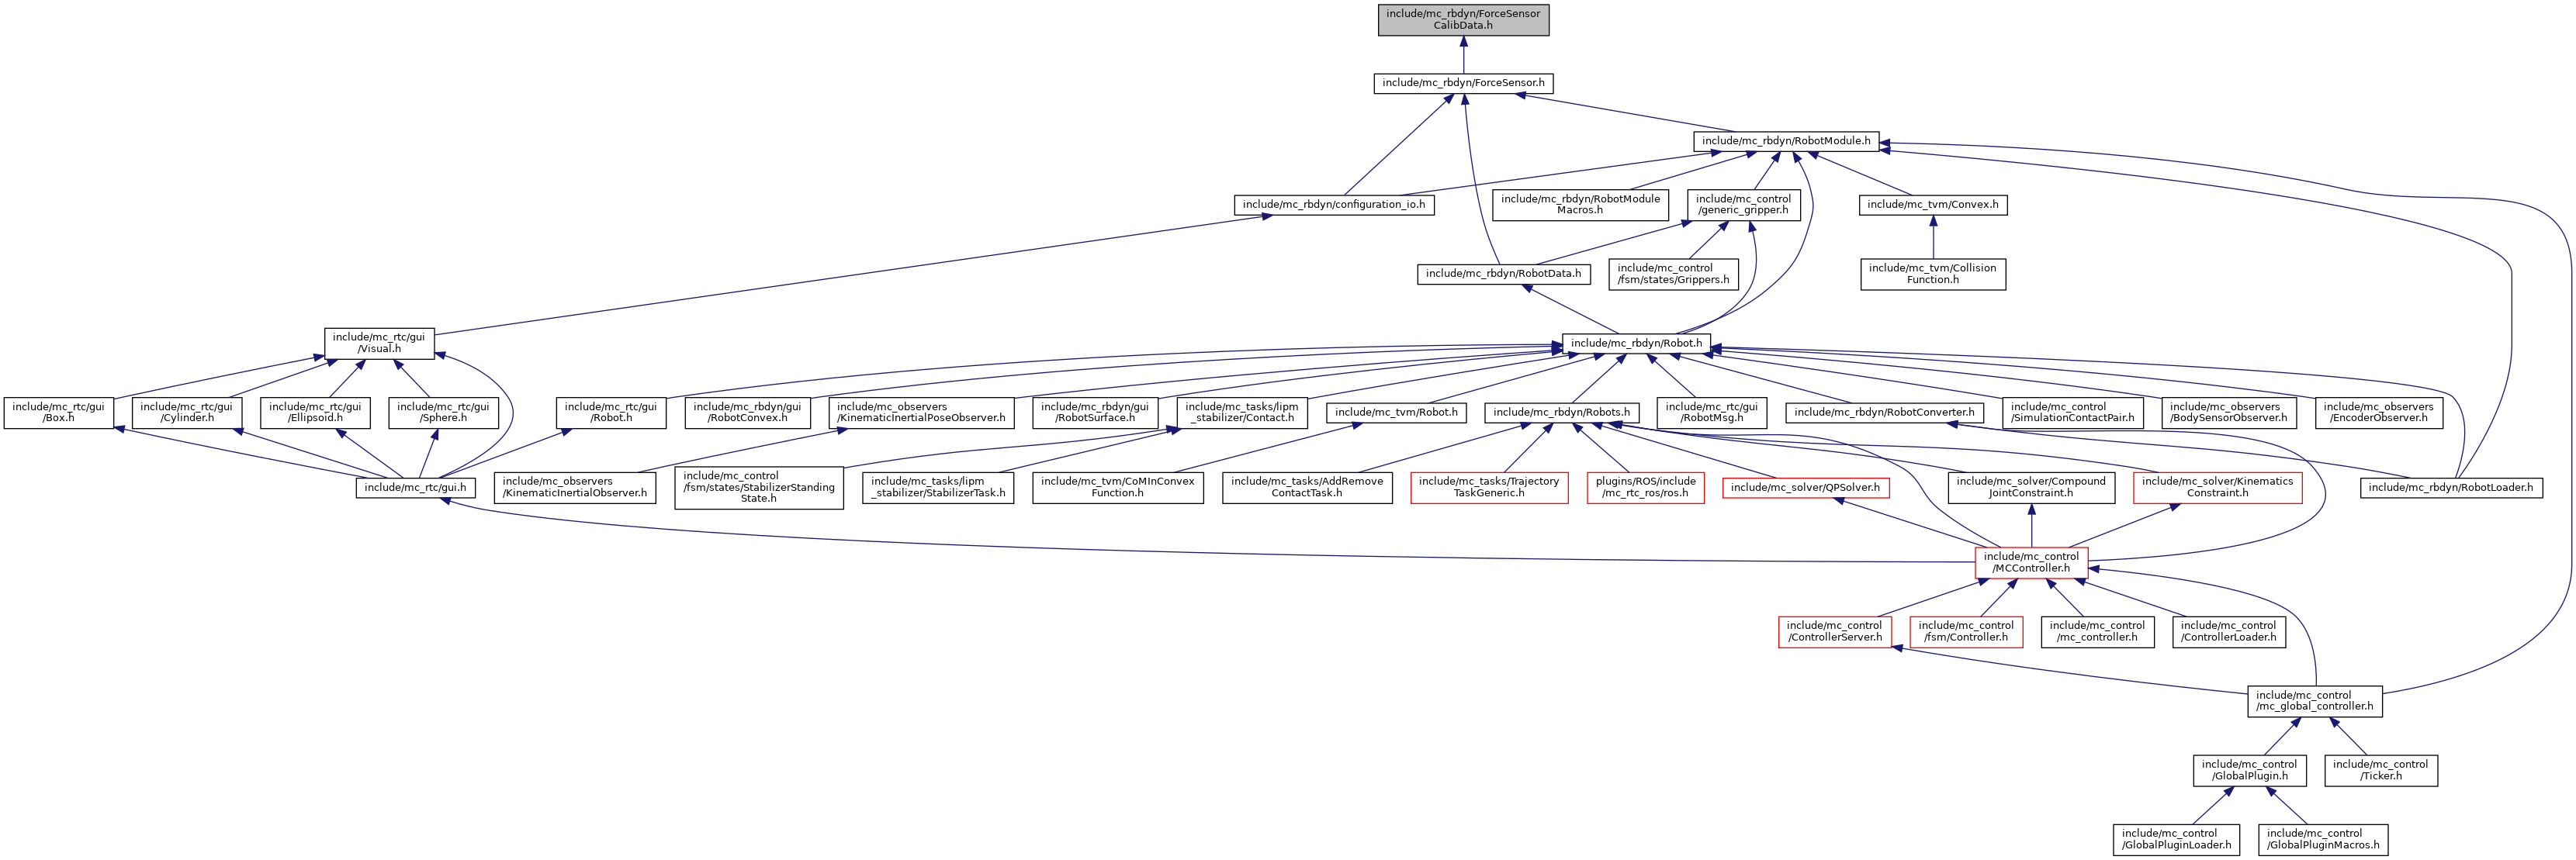 include/mc_rbdyn/ForceSensor
CalibData.h
include/mc_rbdyn/ForceSensor.h
include/mc_rbdyn/RobotModule.h
include/mc_rbdyn/configuration_io.h
include/mc_rbdyn/RobotModule
Macros.h
include/mc_control
/generic_gripper.h
include/mc_tvm/Convex.h
include/mc_rbdyn/RobotData.h
include/mc_control
/fsm/states/Grippers.h
include/mc_tvm/Collision
Function.h
include/mc_rtc/gui
/Visual.h
include/mc_rbdyn/Robot.h
include/mc_rtc/gui
/Box.h
include/mc_rtc/gui
/Cylinder.h
include/mc_rtc/gui
/Ellipsoid.h
include/mc_rtc/gui
/Sphere.h
include/mc_rtc/gui
/Robot.h
include/mc_rbdyn/gui
/RobotConvex.h
include/mc_observers
/KinematicInertialPoseObserver.h
include/mc_rbdyn/gui
/RobotSurface.h
include/mc_tasks/lipm
_stabilizer/Contact.h
include/mc_tvm/Robot.h
include/mc_rbdyn/Robots.h
include/mc_rtc/gui
/RobotMsg.h
include/mc_rbdyn/RobotConverter.h
include/mc_control
/SimulationContactPair.h
include/mc_observers
/BodySensorObserver.h
include/mc_observers
/EncoderObserver.h
include/mc_rtc/gui.h
include/mc_observers
/KinematicInertialObserver.h
include/mc_control
/fsm/states/StabilizerStanding
State.h
include/mc_tasks/lipm
_stabilizer/StabilizerTask.h
include/mc_tvm/CoMInConvex
Function.h
include/mc_tasks/AddRemove
ContactTask.h
include/mc_tasks/Trajectory
TaskGeneric.h
plugins/ROS/include
/mc_rtc_ros/ros.h
include/mc_solver/QPSolver.h
include/mc_solver/Compound
JointConstraint.h
include/mc_solver/Kinematics
Constraint.h
include/mc_rbdyn/RobotLoader.h
include/mc_control
/MCController.h
include/mc_control
/ControllerServer.h
include/mc_control
/fsm/Controller.h
include/mc_control
/mc_controller.h
include/mc_control
/ControllerLoader.h
include/mc_control
/mc_global_controller.h
include/mc_control
/GlobalPlugin.h
include/mc_control
/Ticker.h
include/mc_control
/GlobalPluginLoader.h
include/mc_control
/GlobalPluginMacros.h